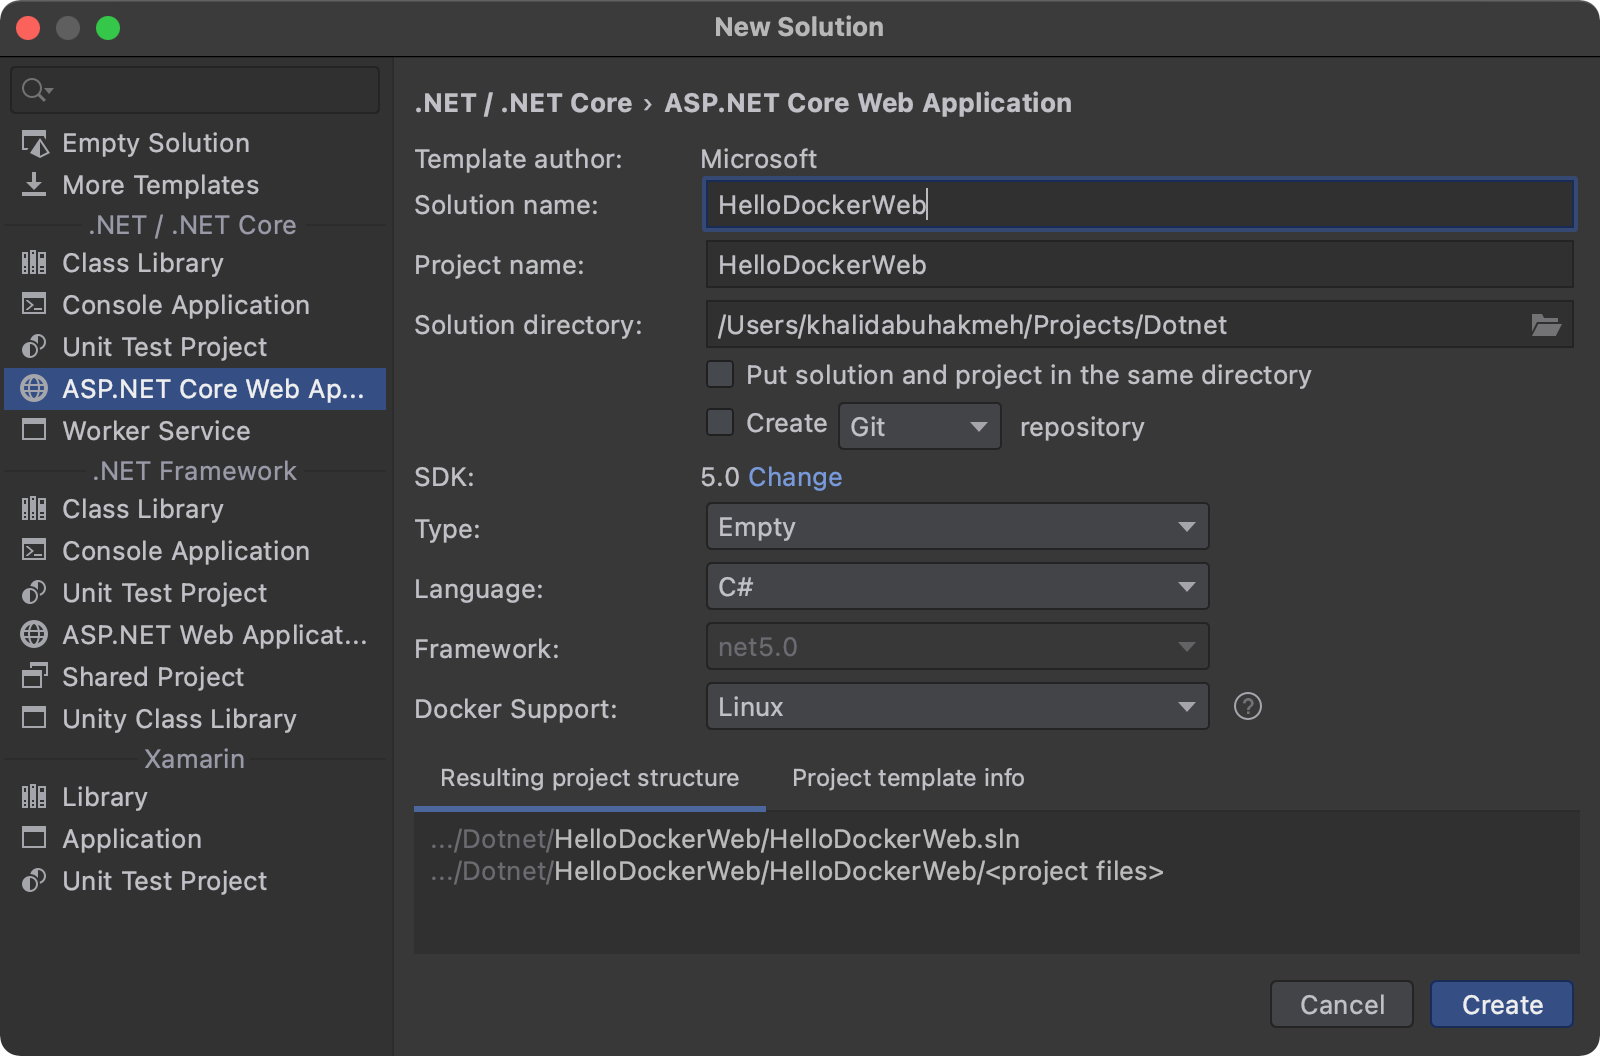 New Solution
Empty Solution
More Templates
.NET / .NET Core
Class Library
Console Application
Unit Test Project
ASP.NET Core Web Ap...
Worker Service
.NET Framework
Class Library
Console Application
Unit Test Project
ASP.NET Web Applicat...
Shared Project
Unity Class Library
Xamarin
Library
Application
Unit Test Project
.NET / .NET Core › ASP.NET Core Web Application
Template author: Microsoft
Solution name: HelloDockerWeb
Project name: HelloDockerWeb
Solution directory: /Users/khalidabuhakmeh/Projects/Dotnet
Put solution and project in the same directory
Create Git repository
SDK: 5.0 Change
Type: Empty
Language: C#
Framework: net5.0
Docker Support: Linux ?
Resulting project structure Project template info
.../Dotnet/HelloDockerWeb/HelloDockerWeb.sln
.../Dotnet/HelloDockerWeb/HelloDockerWeb/<project files>
Cancel Create